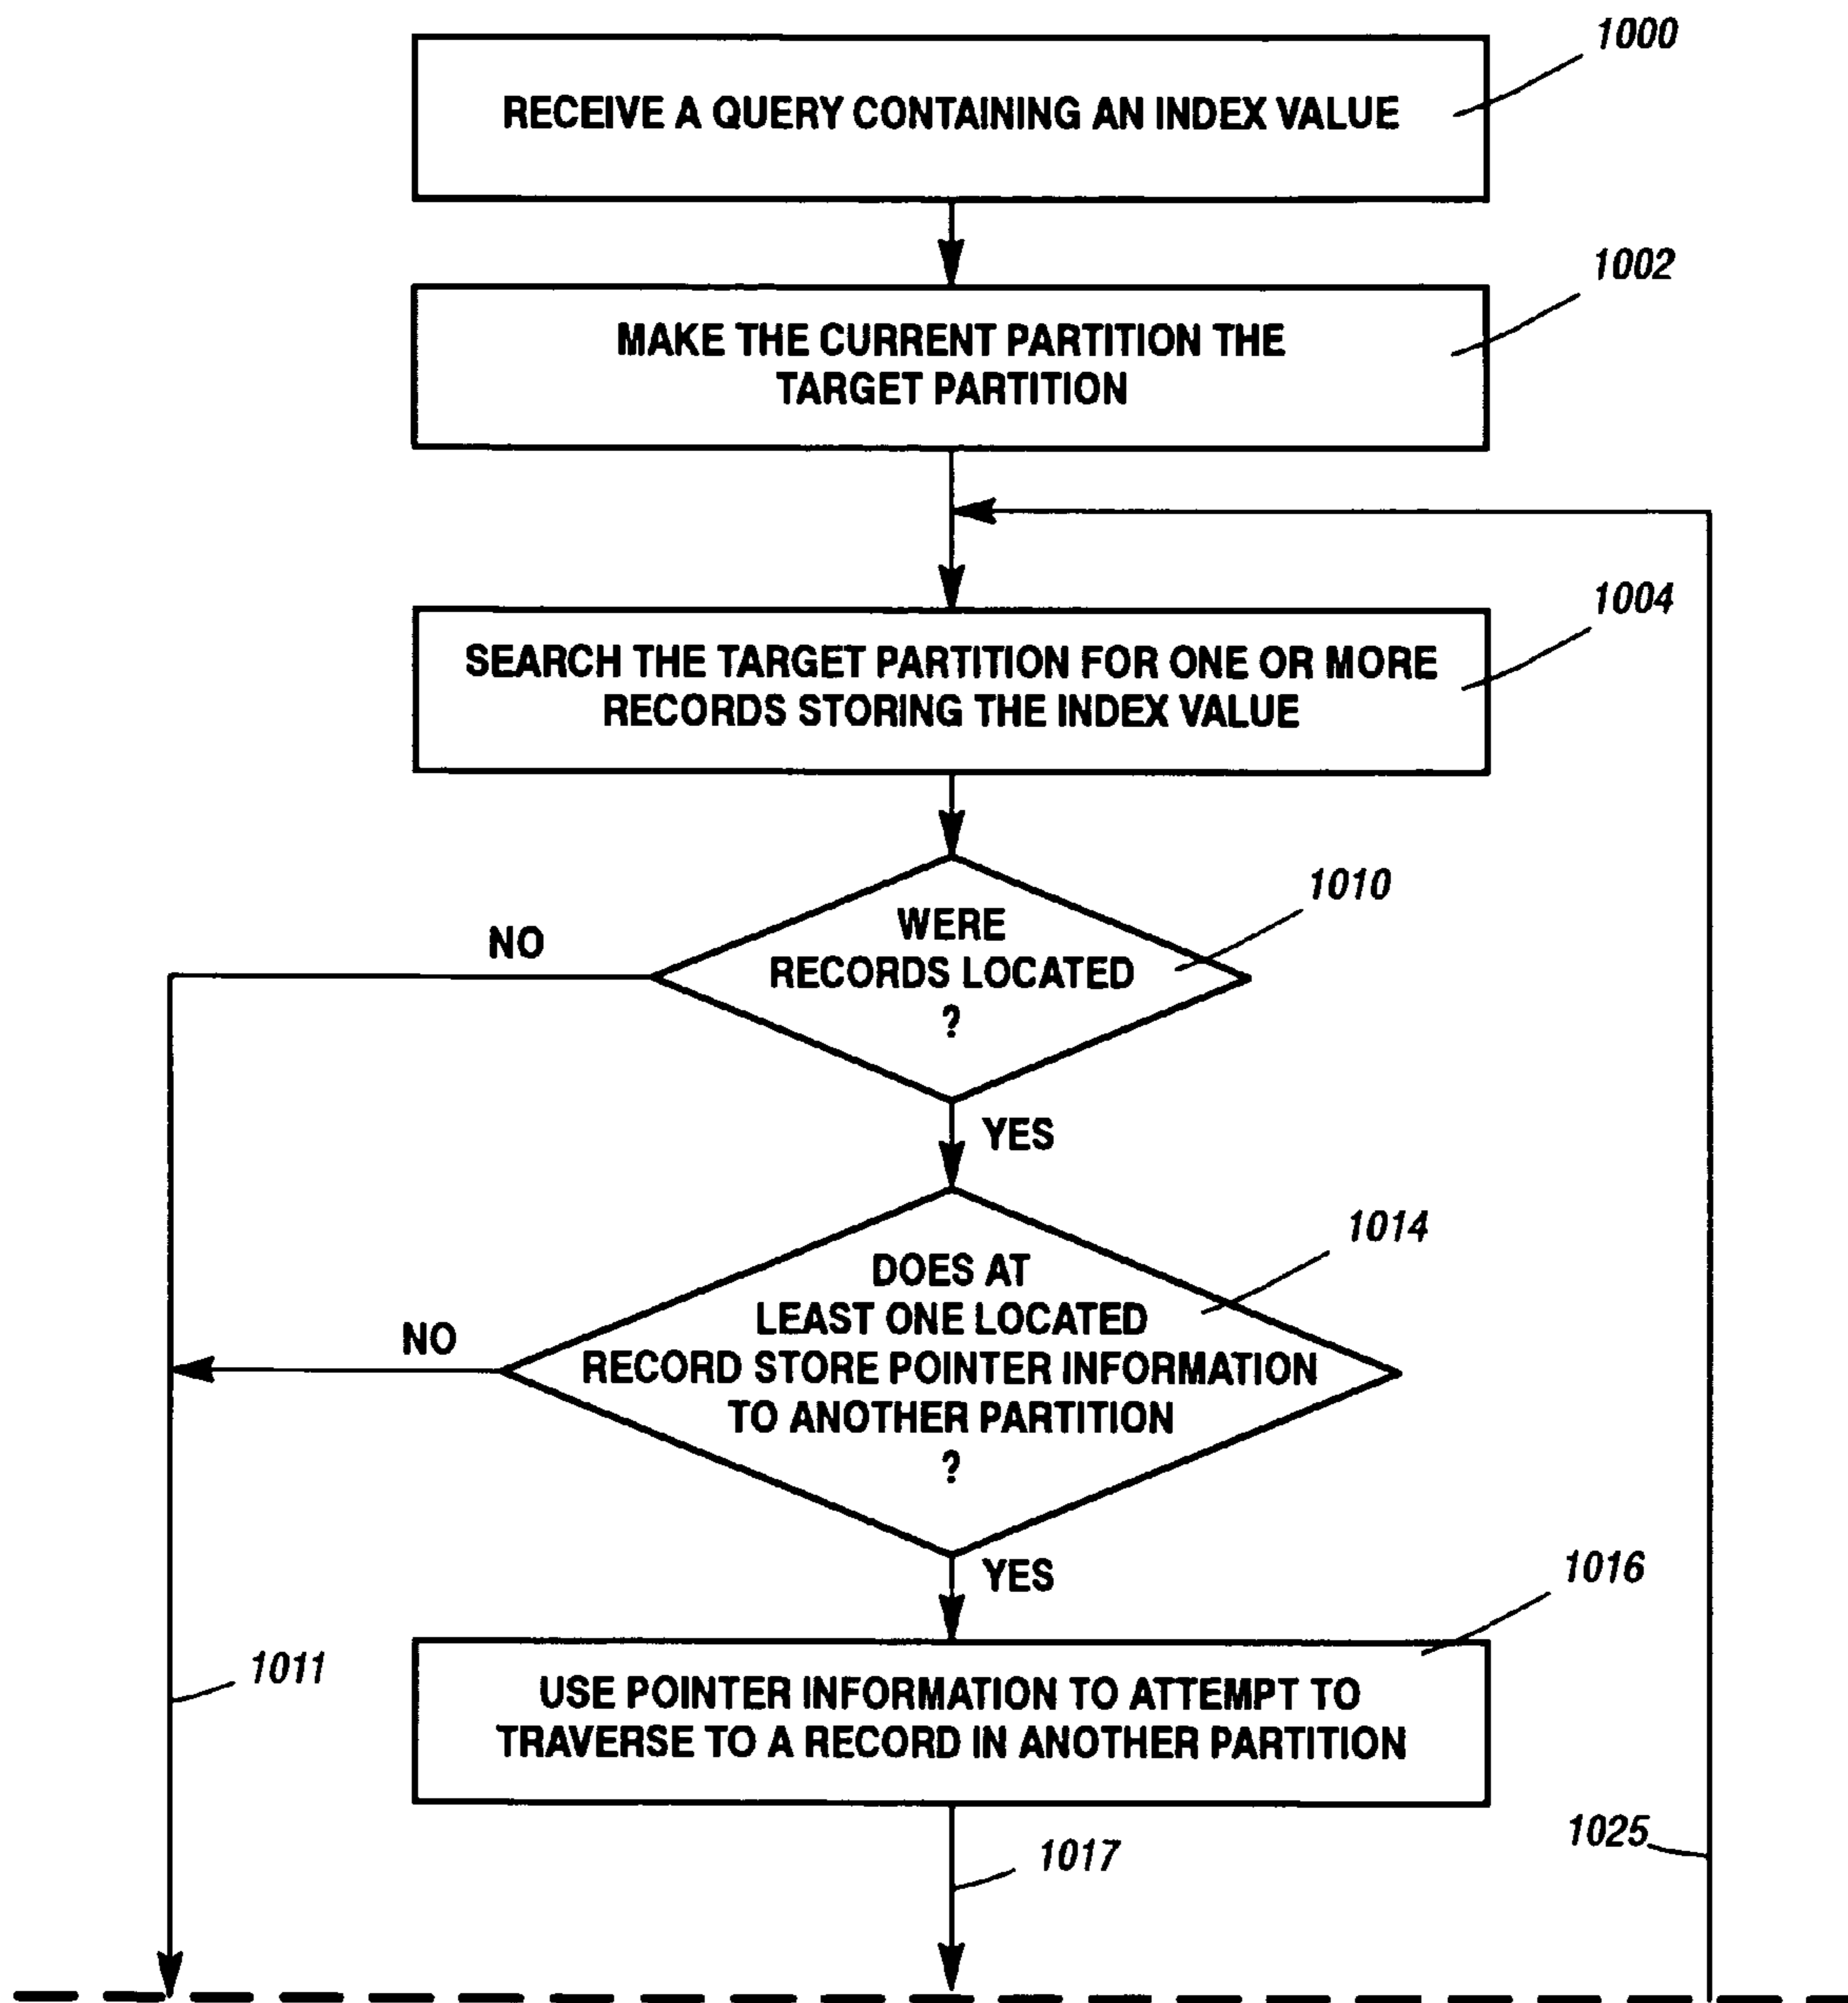 1000
RECEIVE A QUERY CONTAINING AN INDEX VALUE
1002
MAKE THE CURRENT PARTITION THE
TARGET PARTITION
1004
SEARCH THE TARGET PARTITION FOR ONE OR MORE
RECORDS STORING THE INDEX VALUE
1010
NO
WERE
RECORDS LOCATED
?
YES
1014
NO
DOES AT
LEAST ONE LOCATED
RECORD STORE POINTER INFORMATION
TO ANOTHER PARTITION
?
YES
1016
1011
USE POINTER INFORMATION TO ATTEMPT TO
TRAVERSE TO A RECORD IN ANOTHER PARTITION
1025
1017